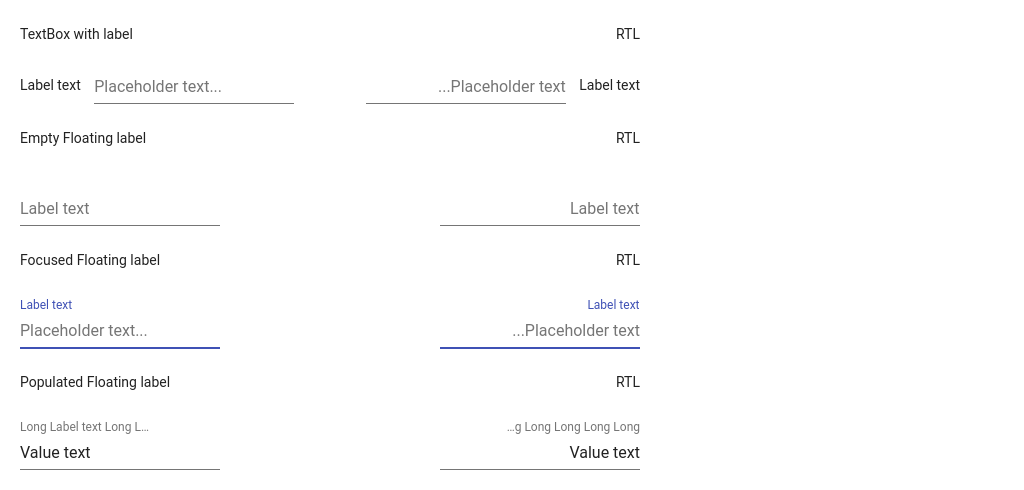 TextBox with label RTL
Label text Placeholder text... ...Placeholder text Label text
Empty Floating label RTL
Label text Label text
Focused Floating label RTL
Label text Label text
Placeholder text... ...Placeholder text
Populated Floating label RTL
Long Label text Long L... ...g Long Long Long Long
Value text Value text